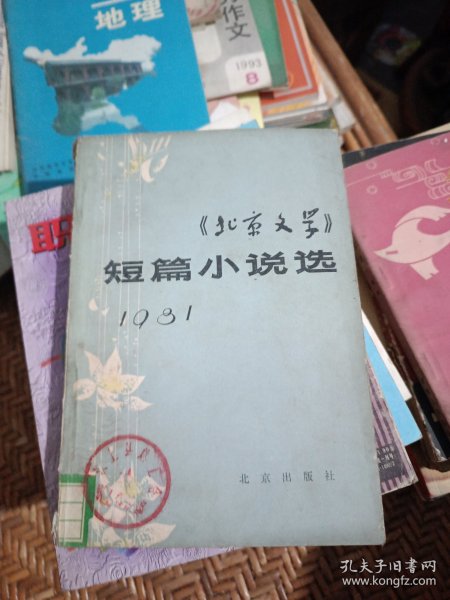 地理
作文
1993
8
《北京文学》
短篇小说选
1981
北京出版社
职
孔夫子旧书网
www.kongfz.com